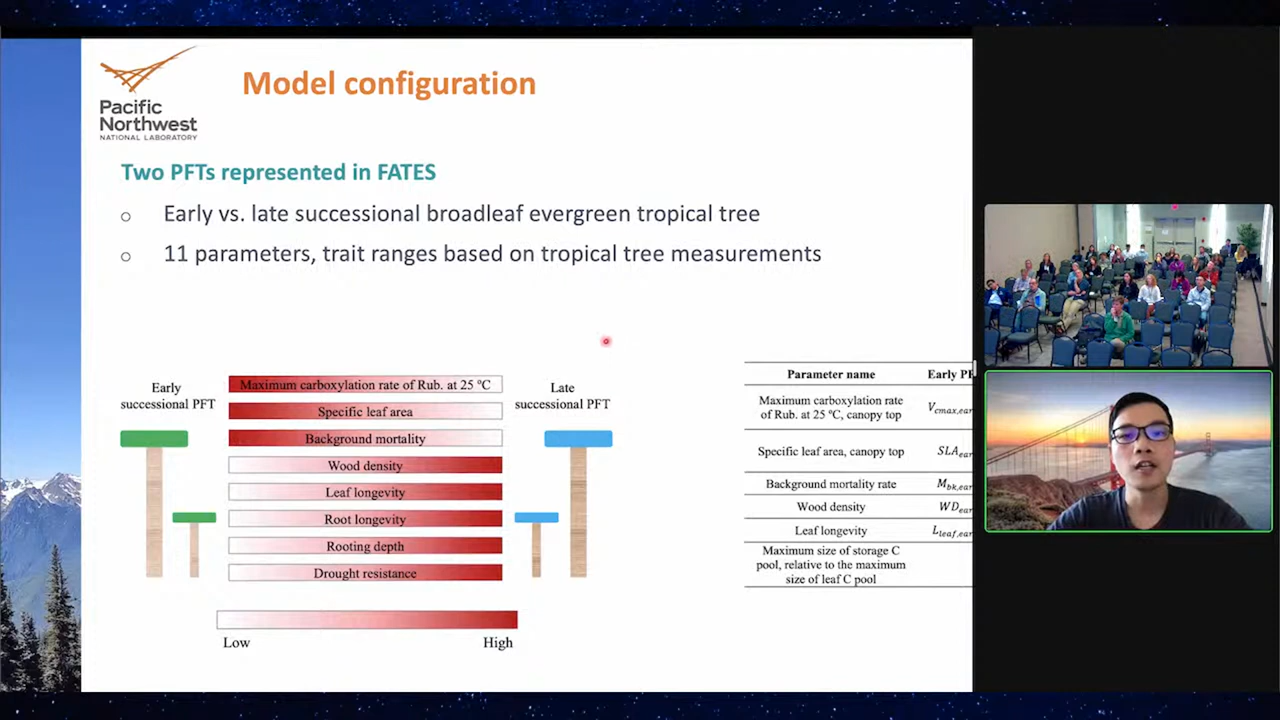 Pacific
Northwest
NATIONAL LABORATORY
Model configuration
Two PFTs represented in FATES
o Early vs. late successional broadleaf evergreen tropical tree
o 11 parameters, trait ranges based on tropical tree measurements
Early
successional PFT
Maximum carboxylation rate of Rub. at 25 ºC
Specific leaf area
Background mortality
Wood density
Leaf longevity
Root longevity
Rooting depth
Drought resistance
Late
successional PFT
Low
High
Parameter name
Early
Maximum carboxylation rate
of Rub. at 25 ºC, canopy top
Vcmax,ear
Specific leaf area, canopy top
SLAear
Background mortality rate
Mbk,ear
Wood density
WDear
Leaf longevity
Lleaf,ear
Maximum size of storage C
pool, relative to the maximum
size of leaf C pool